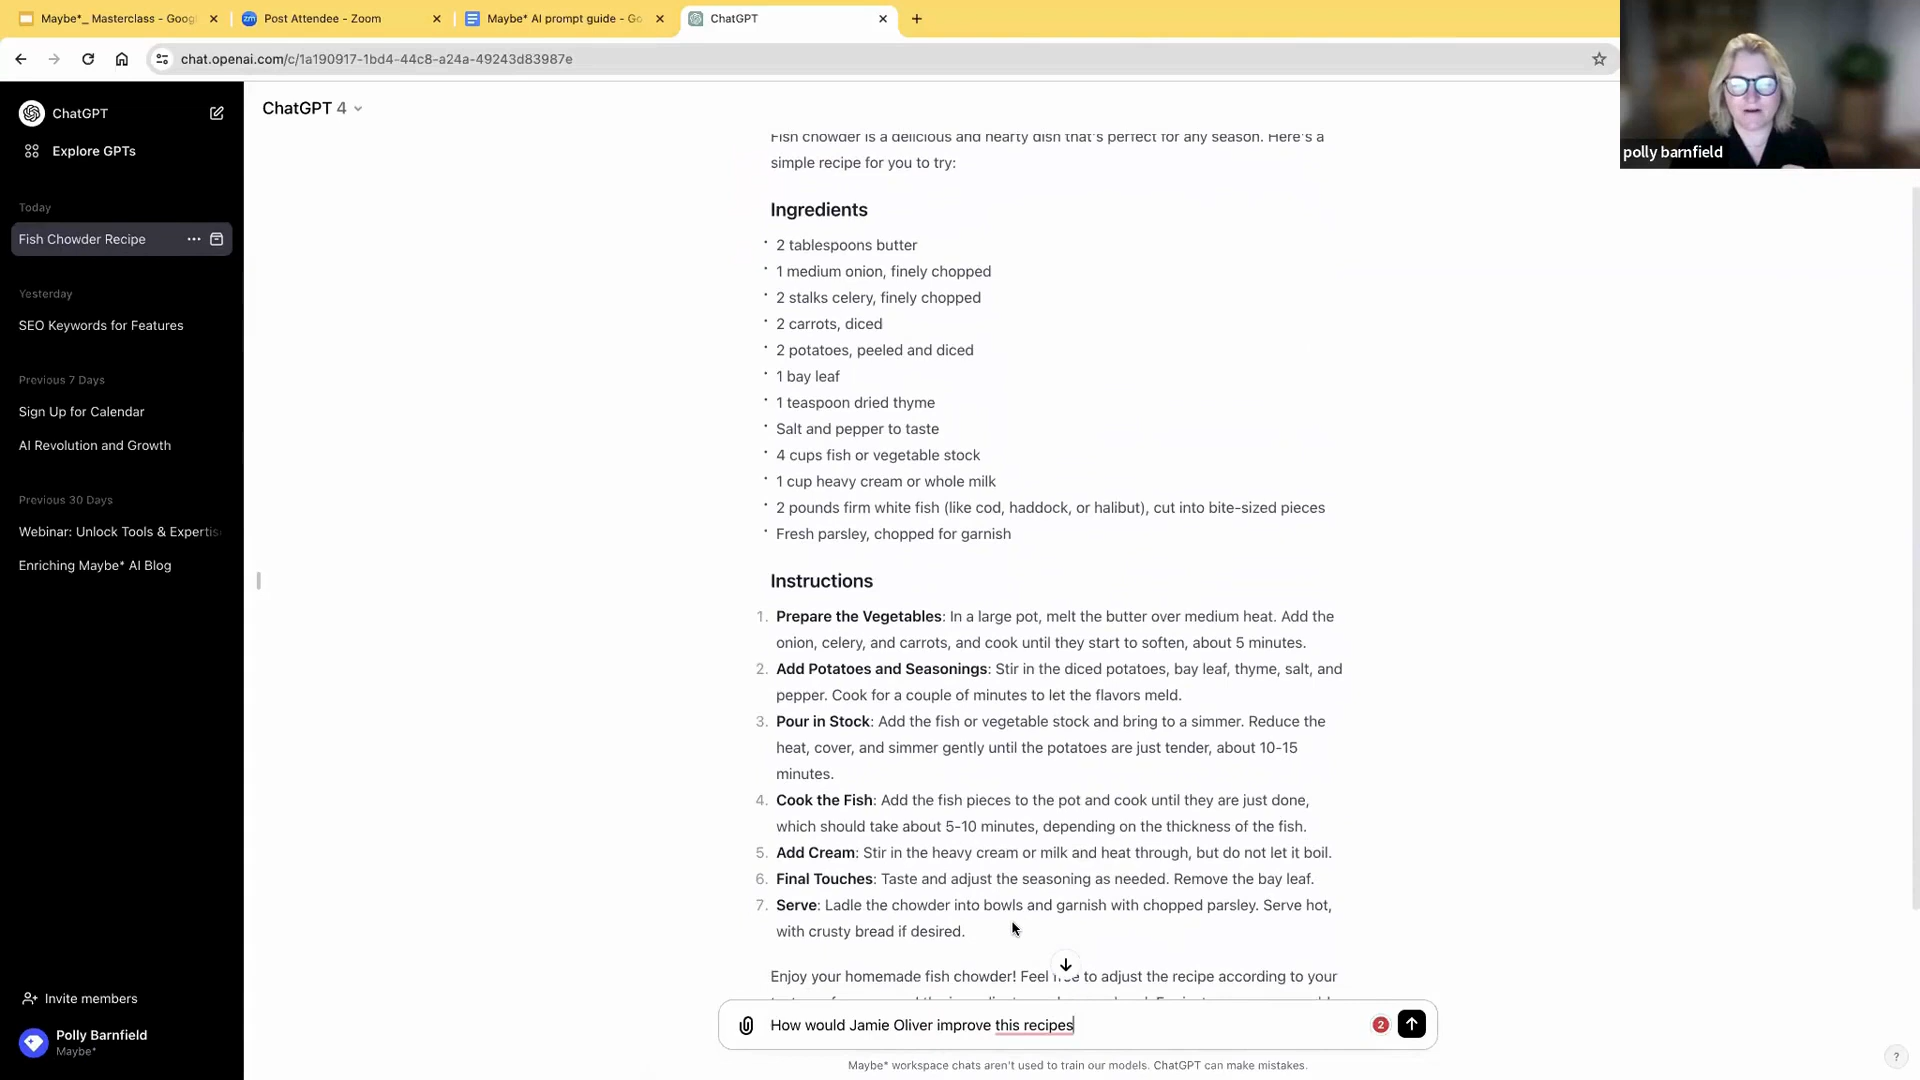 Maybe*_ Masterclass - Goog
Post Attendee - Zoom
Maybe* AI prompt guide - Go
ChatGPT
chat.openai.com/c/1a190917-1bd4-44c8-a24a-49243d83987e
polly barnfield
ChatGPT
Explore GPTs
Today
Fish Chowder Recipe
Yesterday
SEO Keywords for Features
Previous 7 Days
Sign Up for Calendar
AI Revolution and Growth
Previous 30 Days
Webinar: Unlock Tools & Expertis
Enriching Maybe* AI Blog
Invite members
Polly Barnfield
Maybe*
ChatGPT 4
Fish chowder is a delicious and hearty dish that's perfect for any season. Here's a
simple recipe for you to try:
Ingredients
2 tablespoons butter
1 medium onion, finely chopped
2 stalks celery, finely chopped
2 carrots, diced
2 potatoes, peeled and diced
1 bay leaf
1 teaspoon dried thyme
Salt and pepper to taste
4 cups fish or vegetable stock
1 cup heavy cream or whole milk
2 pounds firm white fish (like cod, haddock, or halibut), cut into bite-sized pieces
Fresh parsley, chopped for garnish
Instructions
1. Prepare the Vegetables: In a large pot, melt the butter over medium heat. Add the
onion, celery, and carrots, and cook until they start to soften, about 5 minutes.
2. Add Potatoes and Seasonings: Stir in the diced potatoes, bay leaf, thyme, salt, and
pepper. Cook for a couple of minutes to let the flavors meld.
3. Pour in Stock: Add the fish or vegetable stock and bring to a simmer. Reduce the
heat, cover, and simmer gently until the potatoes are just tender, about 10-15
minutes.
4. Cook the Fish: Add the fish pieces to the pot and cook until they are just done,
which should take about 5-10 minutes, depending on the thickness of the fish.
5. Add Cream: Stir in the heavy cream or milk and heat through, but do not let it boil.
6. Final Touches: Taste and adjust the seasoning as needed. Remove the bay leaf.
7. Serve: Ladle the chowder into bowls and garnish with chopped parsley. Serve hot,
with crusty bread if desired.
Enjoy your homemade fish chowder! Feel free to adjust the recipe according to your
How would Jamie Oliver improve this recipes
2
Maybe* workspace chats aren't used to train our models. ChatGPT can make mistakes.
?